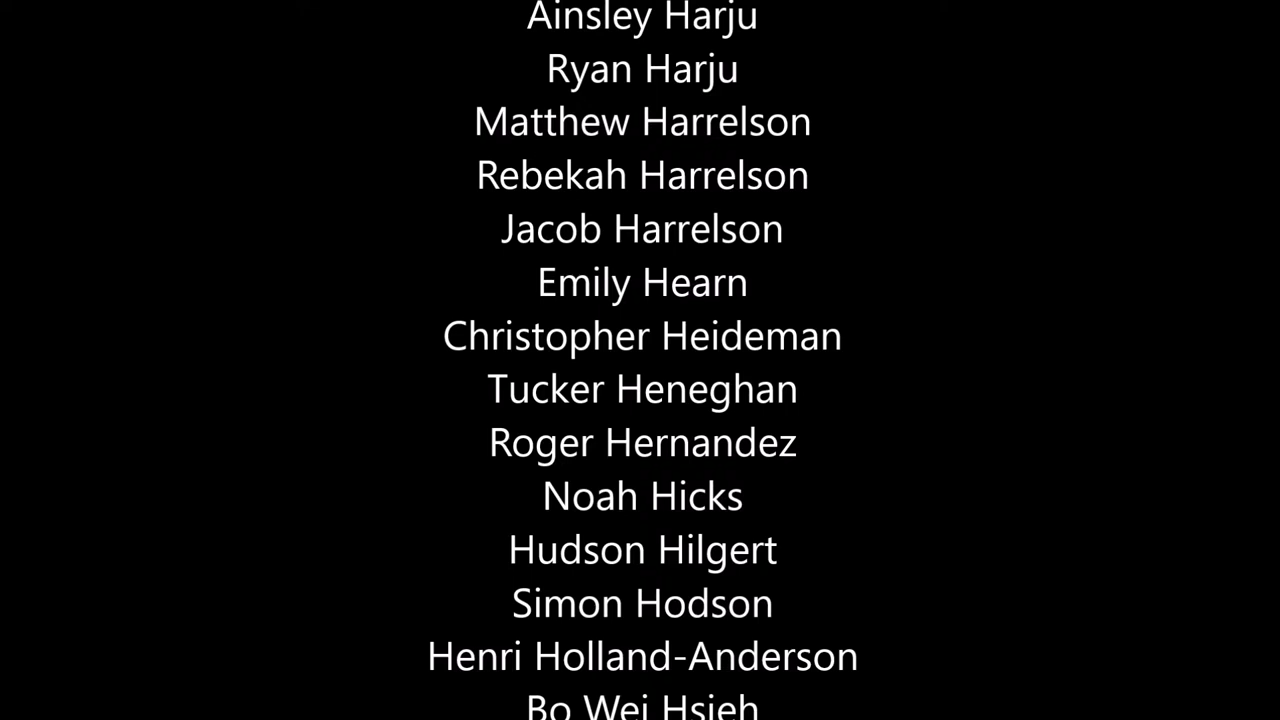 Ainsley Harju
Ryan Harju
Matthew Harrelson
Rebekah Harrelson
Jacob Harrelson
Emily Hearn
Christopher Heideman
Tucker Heneghan
Roger Hernandez
Noah Hicks
Hudson Hilgert
Simon Hodson
Henri Holland-Anderson
Bo Wei Hsieh